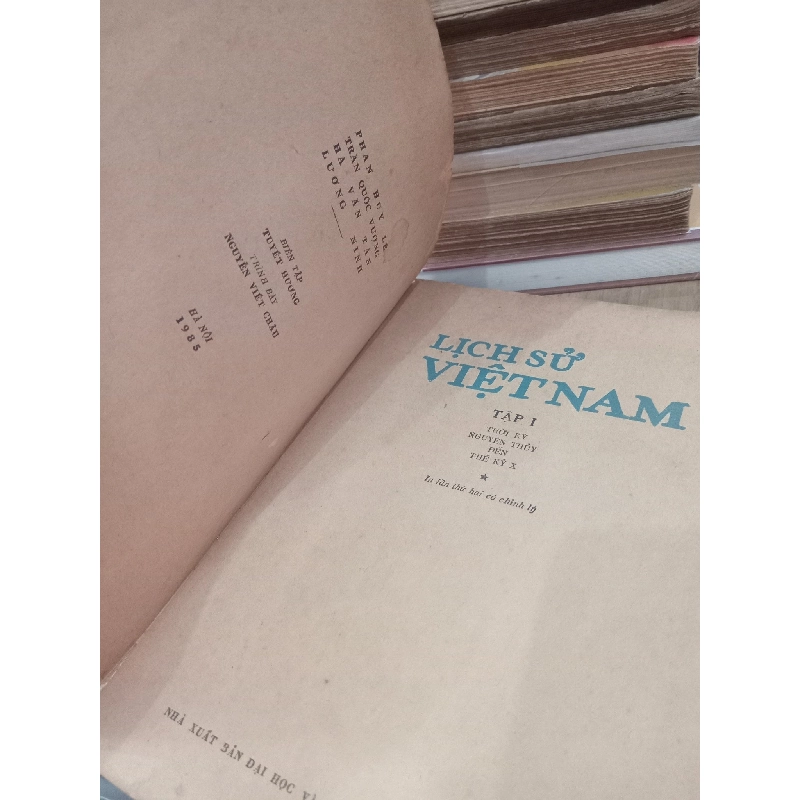 PHAN HUY LÊ
TRẦN QUỐC VƯỢNG
HÀ VĂN TẤN
LƯƠNG NINH
BIÊN TẬP
TUYẾT HƯƠNG
TRÌNH BÀY
NGUYỄN VIẾT CHÂU
HÀ NỘI
1985
LỊCH SỬ
VIỆT NAM
TẬP I
THỜI KỲ
NGUYÊN THỦY
ĐẾN
THẾ KỶ X
★
In lần thứ hai có chỉnh lý
NHÀ XUẤT BẢN ĐẠI HỌC VÀ